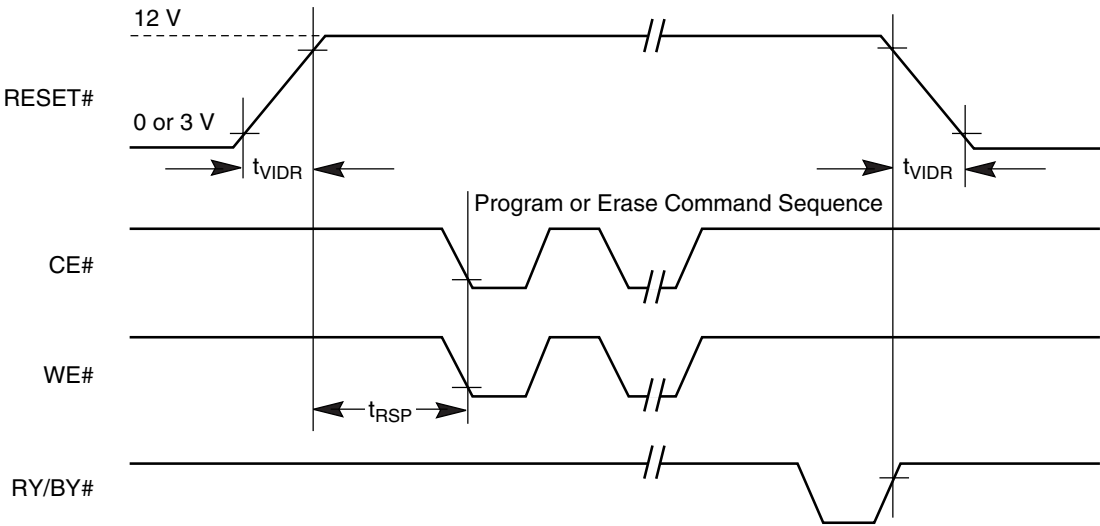 12 V
RESET#
0 or 3 V
tVIDR
tVIDR
Program or Erase Command Sequence
CE#
WE#
tRSP
RY/BY#